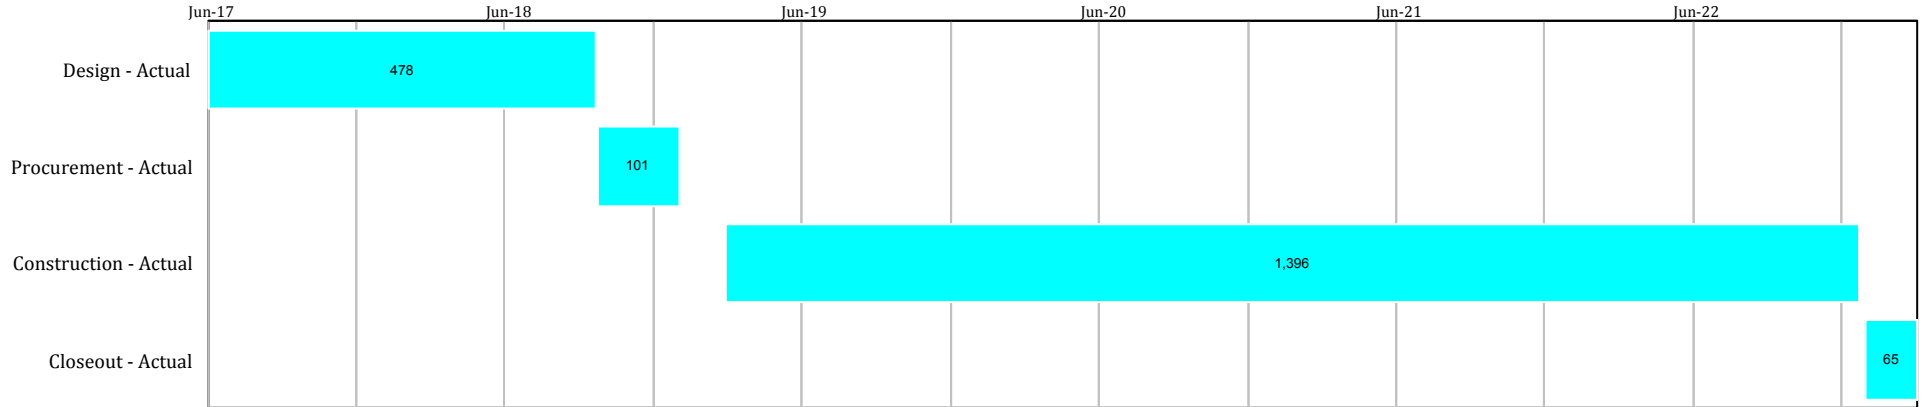 Jun-17 Jun-18 Jun-19 Jun-20 Jun-21 Jun-22
Design - Actual 478
Procurement - Actual 101
Construction - Actual 1,396
Closeout - Actual 65